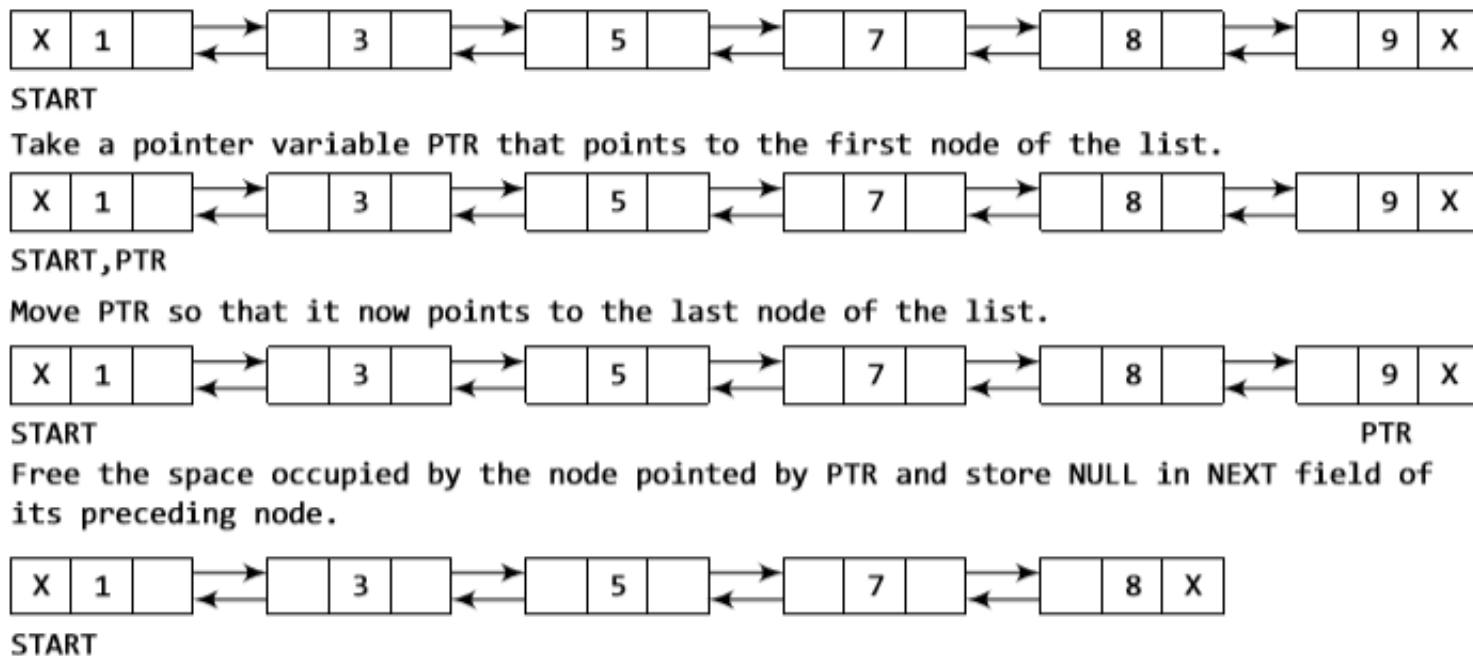 X 1 3 5 7 8 9 X
START
Take a pointer variable PTR that points to the first node of the list.
X 1 3 5 7 8 9 X
START,PTR
Move PTR so that it now points to the last node of the list.
X 1 3 5 7 8 9 X
START PTR
Free the space occupied by the node pointed by PTR and store NULL in NEXT field of
its preceding node.
X 1 3 5 7 8 X
START